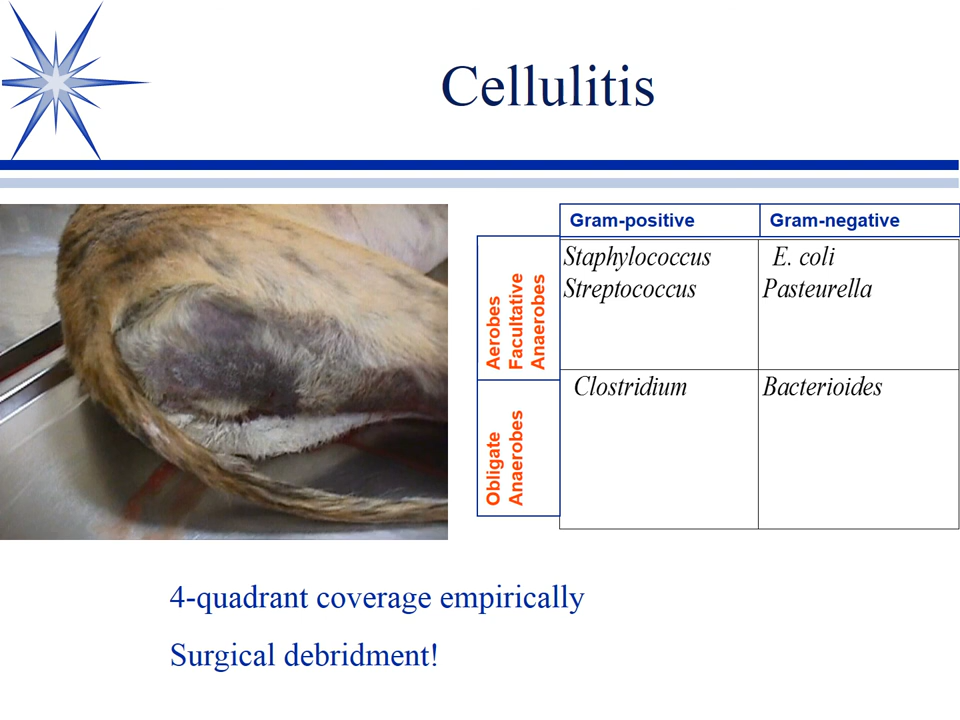 Cellulitis
Gram-positive
Gram-negative
Aerobes
Facultative
Anaerobes
Staphylococcus
Streptococcus
E. coli
Pasteurella
Obligate
Anaerobes
Clostridium
Bacterioides
4-quadrant coverage empirically
Surgical debridment!